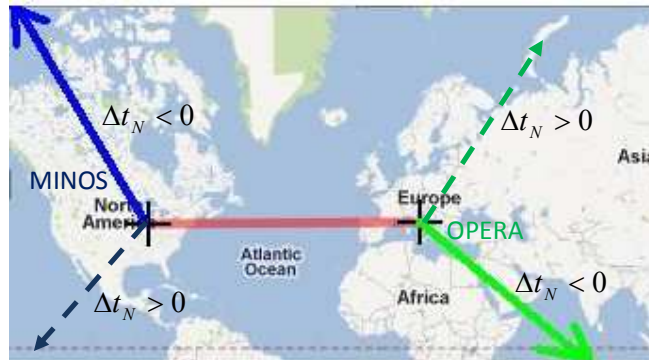 Δt_N < 0
Δt_N > 0
MINOS
North America
Europe
OPERA
Asia
Atlantic
Ocean
Δt_N < 0
Africa
Δt_N > 0